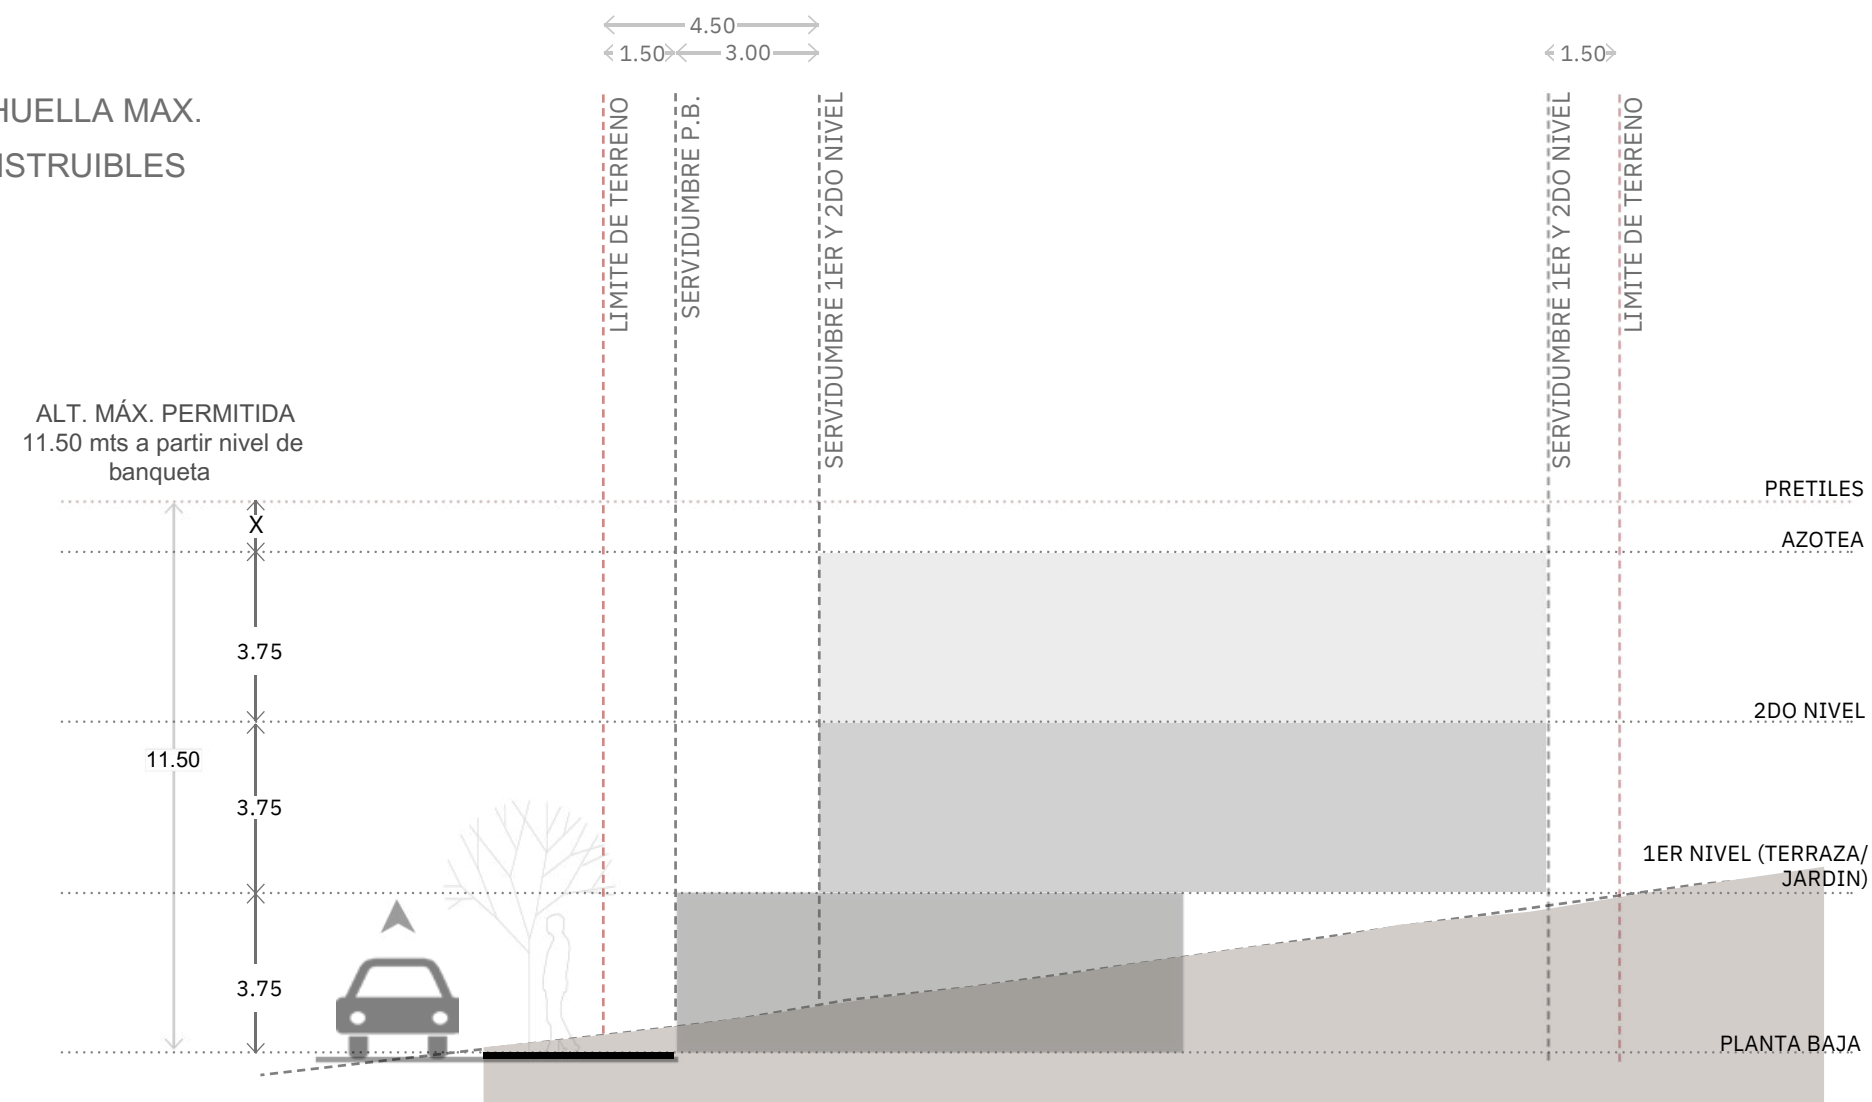 4.50
1.50
3.00
1.50
HUELLA MAX.
NSTRUIBLES
LIMITE DE TERRENO
SERVIDUMBRE P.B.
SERVIDUMBRE 1ER Y 2DO NIVEL
SERVIDUMBRE 1ER Y 2DO NIVEL
LIMITE DE TERRENO
ALT. MÁX. PERMITIDA
11.50 mts a partir nivel de
banqueta
PRETILES
X
AZOTEA
3.75
2DO NIVEL
11.50
3.75
1ER NIVEL (TERRAZA/
JARDIN)
3.75
PLANTA BAJA